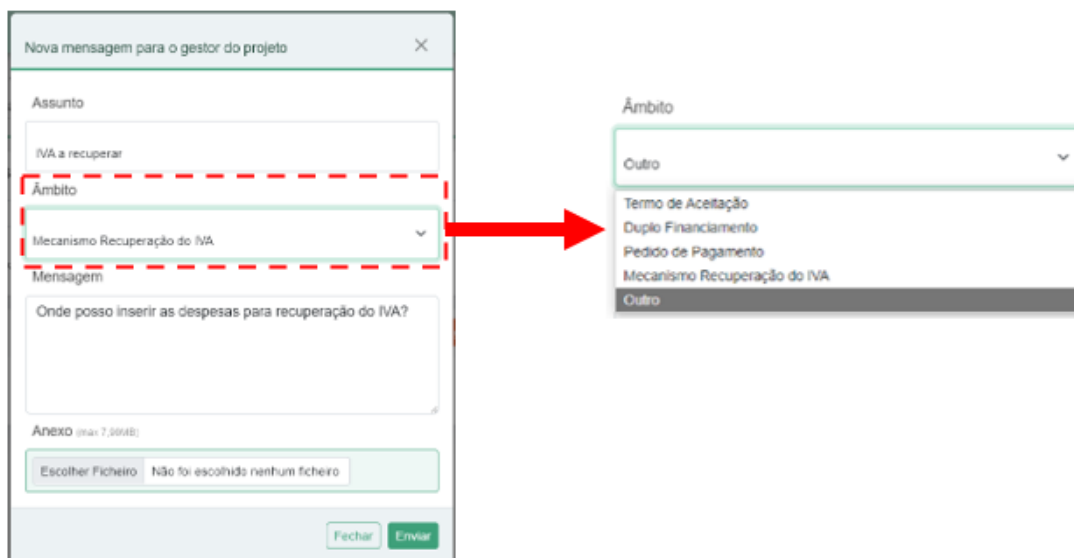 Nova mensagem para o gestor do projeto
Assunto
IVA a recuperar
Âmbito
Mecanismo Recuperação do IVA
Mensagem
Onde posso inserir as despesas para recuperação do IVA?
Anexo (máx 7,99MB)
Escolher Ficheiro Não foi escolhido nenhum ficheiro
Fechar Enviar
Âmbito
Outro
Termo de Aceitação
Duplo Financiamento
Pedido de Pagamento
Mecanismo Recuperação do IVA
Outro